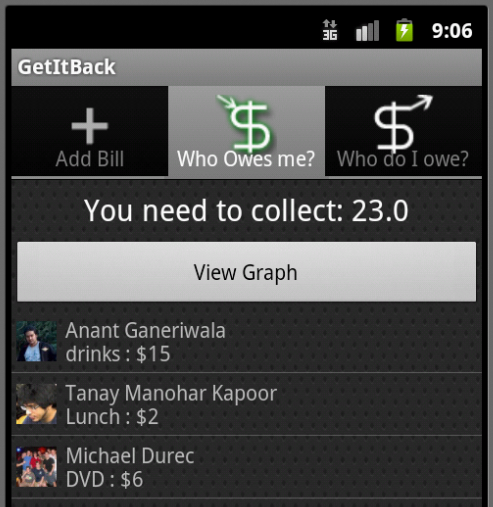 3G 9:06
GetItBack
Add Bill Who Owes me? Who do I owe?
You need to collect: 23.0
View Graph
Anant Ganeriwala
drinks : $15
Tanay Manohar Kapoor
Lunch : $2
Michael Durec
DVD : $6